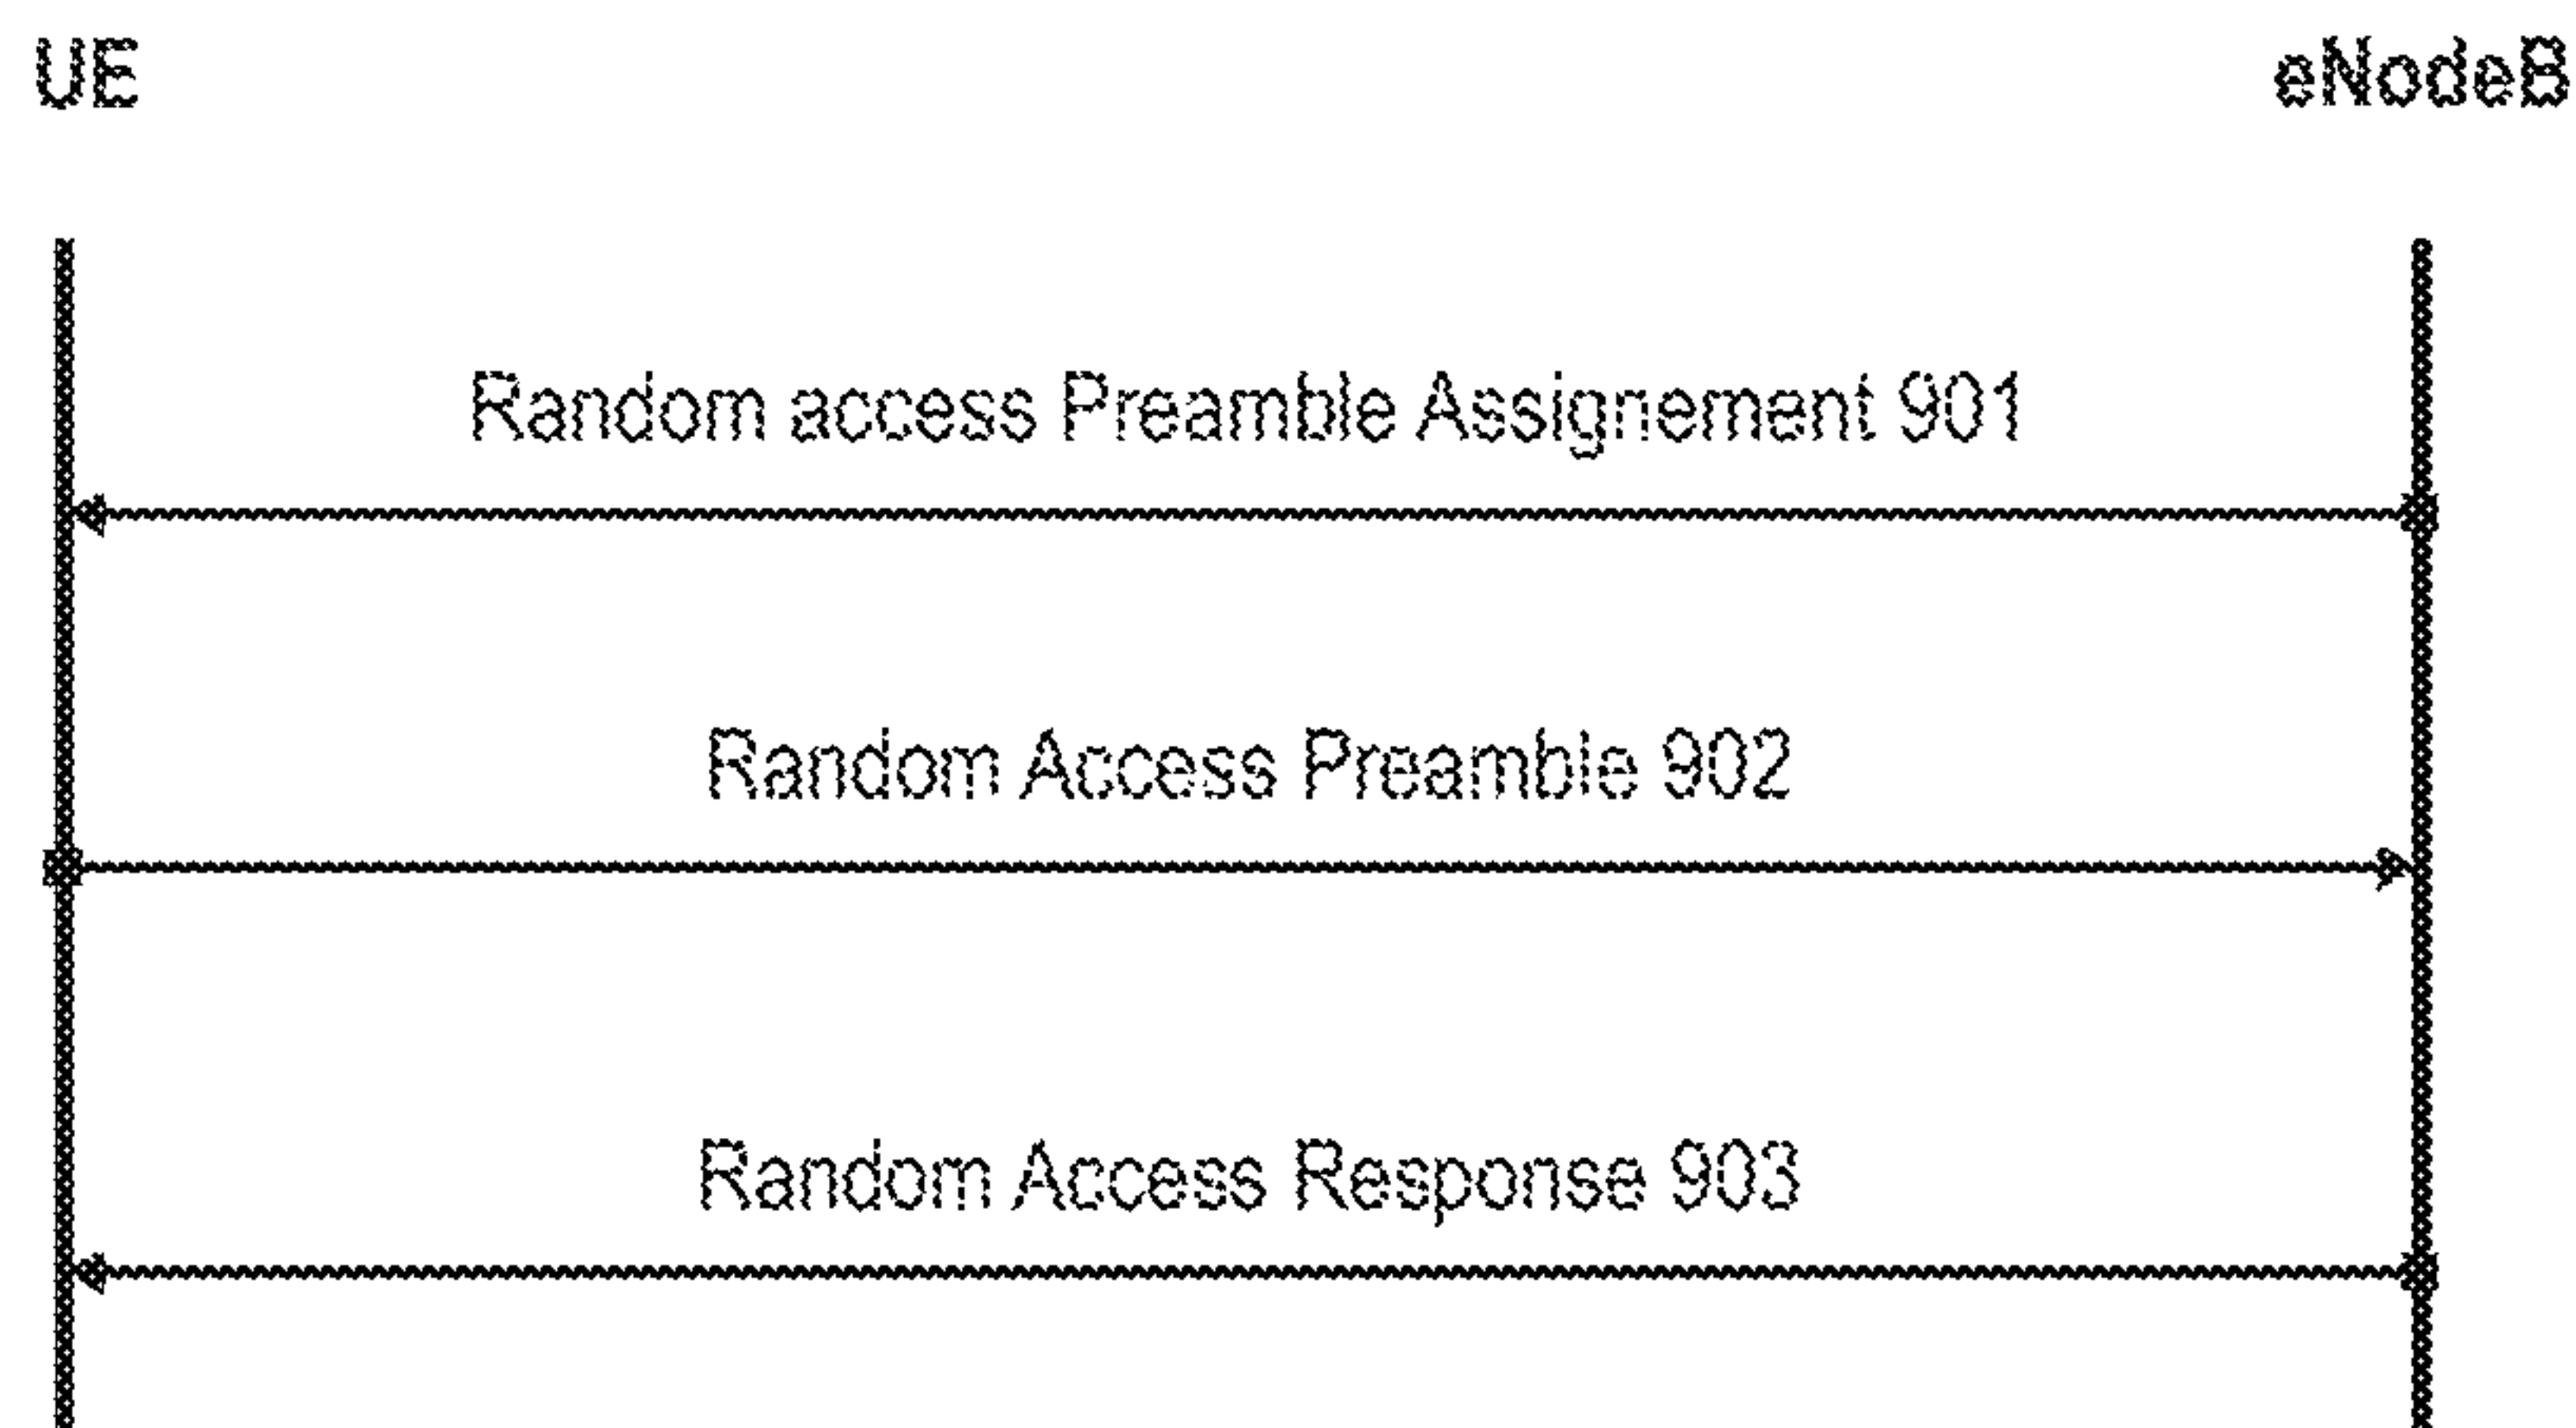 UE eNodeB
Random access Preamble Assignement 901
Random Access Preamble 902
Random Access Response 903